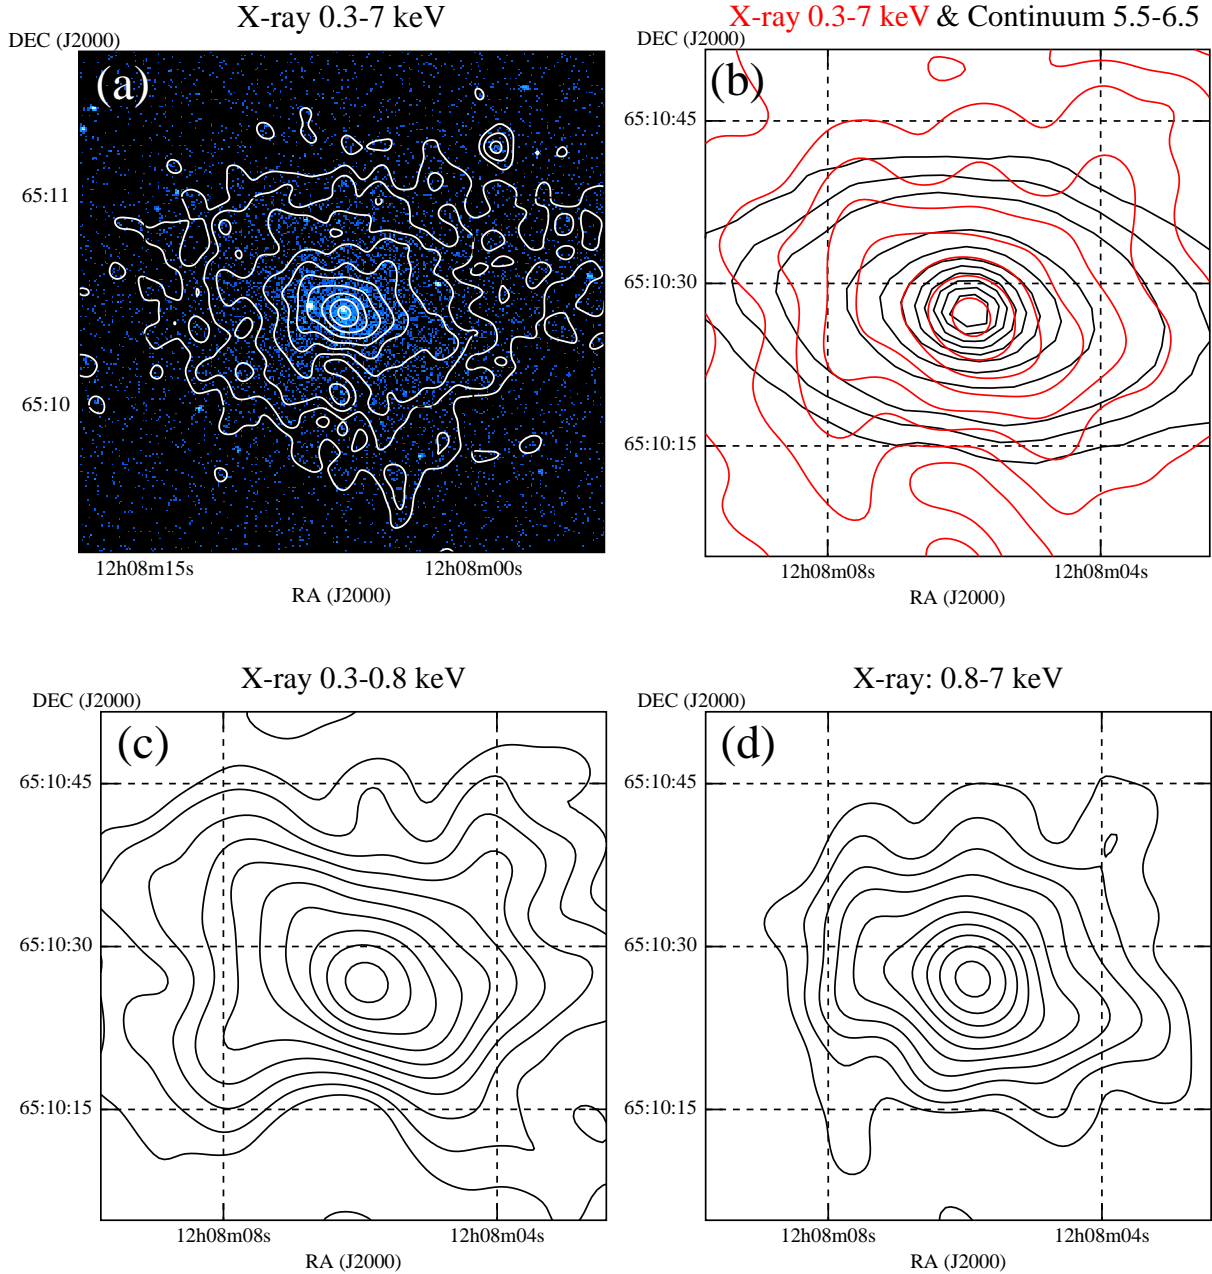 X-ray 0.3-7 keV
DEC (J2000)
(a)
65:11
65:10
12h08m15s
12h08m00s
RA (J2000)
X-ray 0.3-7 keV & Continuum 5.5-6.5
DEC (J2000)
(b)
65:10:45
65:10:30
65:10:15
12h08m08s
12h08m04s
RA (J2000)
X-ray 0.3-0.8 keV
DEC (J2000)
(c)
65:10:45
65:10:30
65:10:15
12h08m08s
12h08m04s
RA (J2000)
X-ray: 0.8-7 keV
DEC (J2000)
(d)
65:10:45
65:10:30
65:10:15
12h08m08s
12h08m04s
RA (J2000)